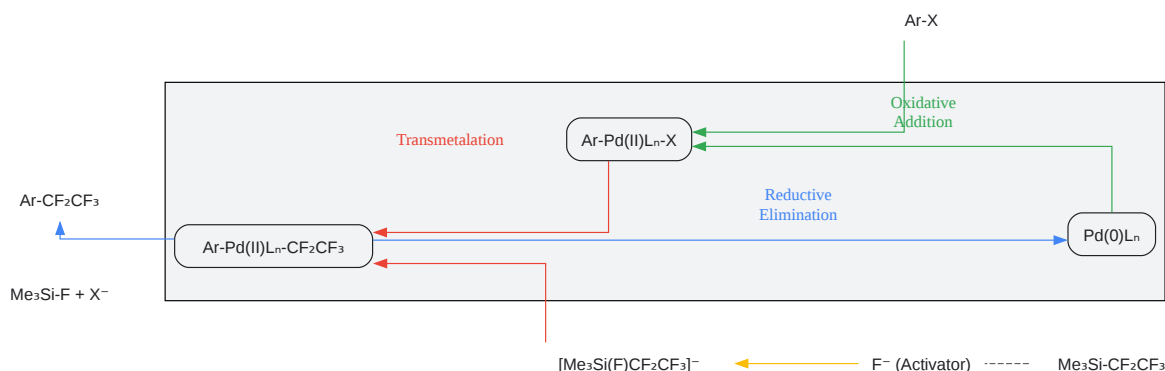 Ar-X
Oxidative
Addition
Transmetalation
Ar-Pd(II)Lₙ-X
Ar-CF₂CF₃
Reductive
Elimination
Ar-Pd(II)Lₙ-CF₂CF₃
Pd(0)Lₙ
Me₃Si-F + X⁻
[Me₃Si(F)CF₂CF₃]⁻
F⁻ (Activator)
Me₃Si-CF₂CF₃